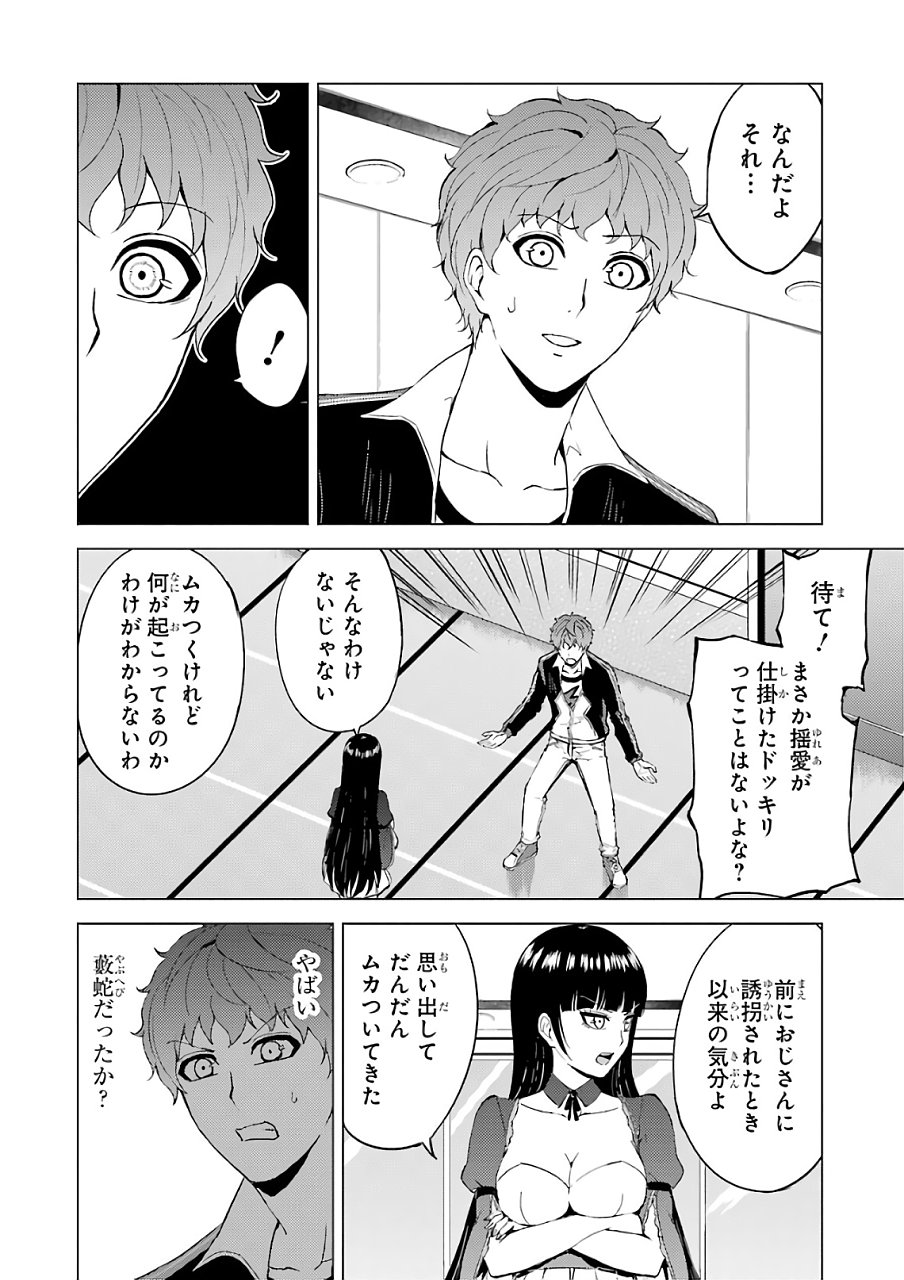 なんだよ
それ…
！
待て！
まさか揺愛が
仕掛けたドッキリ
ってことはないよな？
そんなわけ
ないじゃない
ムカつくけれど
何が起こってるのか
わけがわからないわ
前におじさんに
誘拐されたとき
以来の気分よ
思い出して
だんだん
ムカついてきた
やばい
藪蛇だったか？